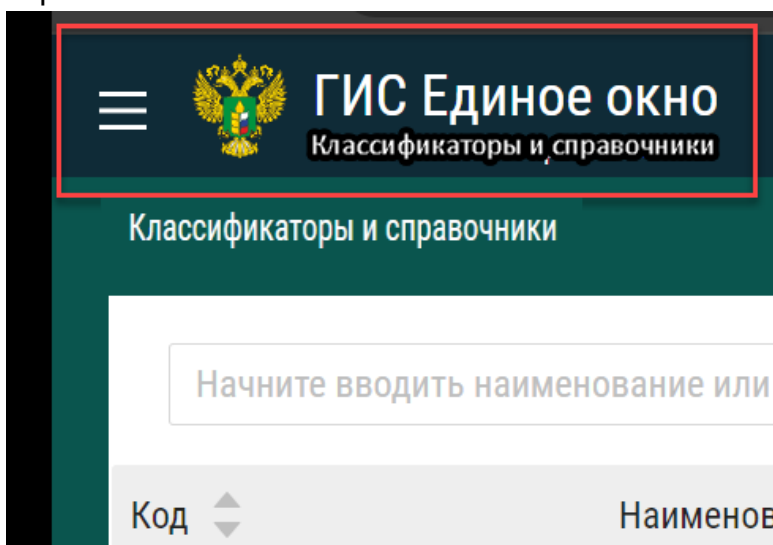 ГИС Единое окно
Классификаторы и справочники
Классификаторы и справочники
Начните вводить наименование или
Код
Наименов